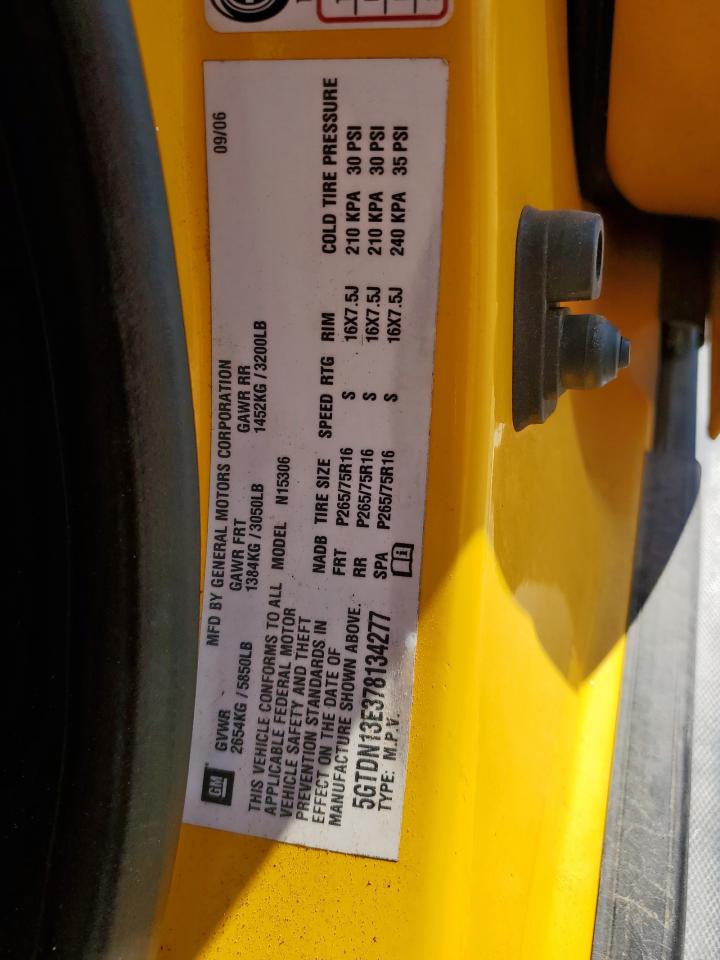 MFD BY GENERAL MOTORS CORPORATION 09/06
GM GVWR GAWR FRT GAWR RR
2654KG / 5850LB 1384KG / 3050LB 1452KG / 3200LB
THIS VEHICLE CONFORMS TO ALL
APPLICABLE FEDERAL MOTOR
VEHICLE SAFETY AND THEFT
PREVENTION STANDARDS IN
EFFECT ON THE DATE OF
MANUFACTURE SHOWN ABOVE.
5GTDN13E378134277
TYPE: M.P.V.
MODEL N15306
NADB TIRE SIZE SPEED RTG RIM COLD TIRE PRESSURE
FRT P265/75R16 S 16X7.5J 210 KPA 30 PSI
RR P265/75R16 S 16X7.5J 210 KPA 30 PSI
SPA P265/75R16 S 16X7.5J 240 KPA 35 PSI